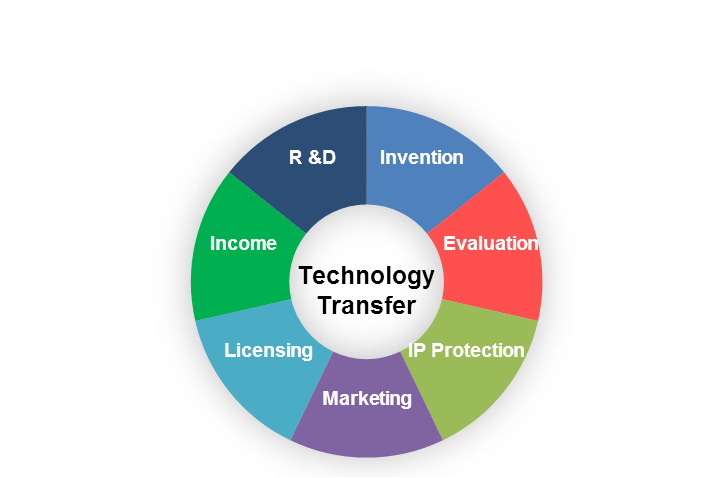 R &D
Invention
Income
Evaluation
Technology
Transfer
Licensing
IP Protection
Marketing